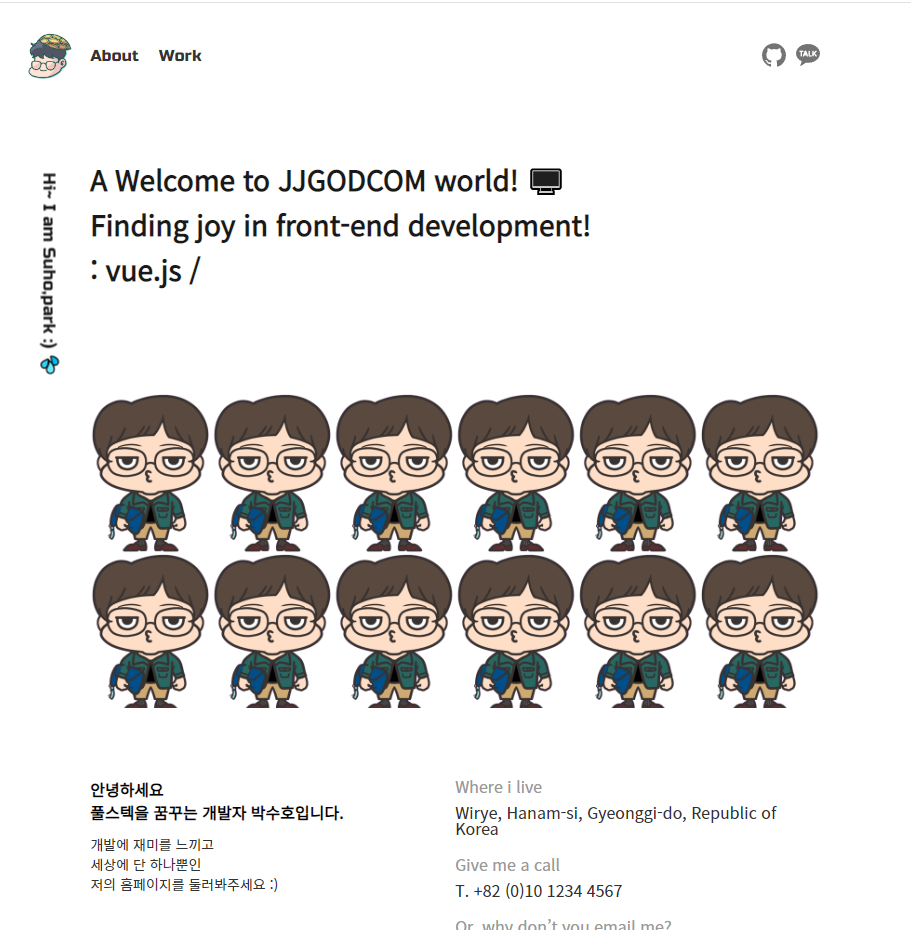 About Work
TALK
Hi~ I am Suho.park :)
A Welcome to JJGODCOM world!
Finding joy in front-end development!
: vue.js /
안녕하세요
풀스텍을 꿈꾸는 개발자 박수호입니다.
개발에 재미를 느끼고
세상에 단 하나뿐인
저의 홈페이지를 둘러봐주세요 :)
Where i live
Wirye, Hanam-si, Gyeonggi-do, Republic of
Korea
Give me a call
T. +82 (0)10 1234 4567
Or, why don’t you email me?